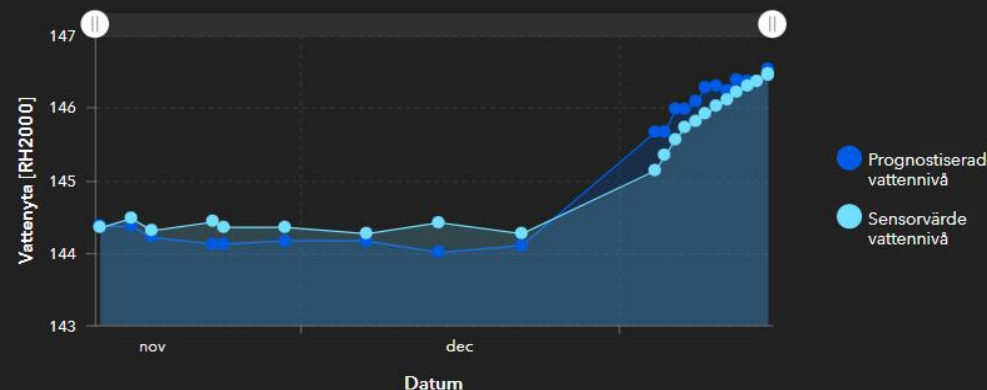 147
146
145
144
143
Vattenyta [RH2000]
nov
dec
Datum
Prognostiserad
vattennivå
Sensorvärde
vattennivå